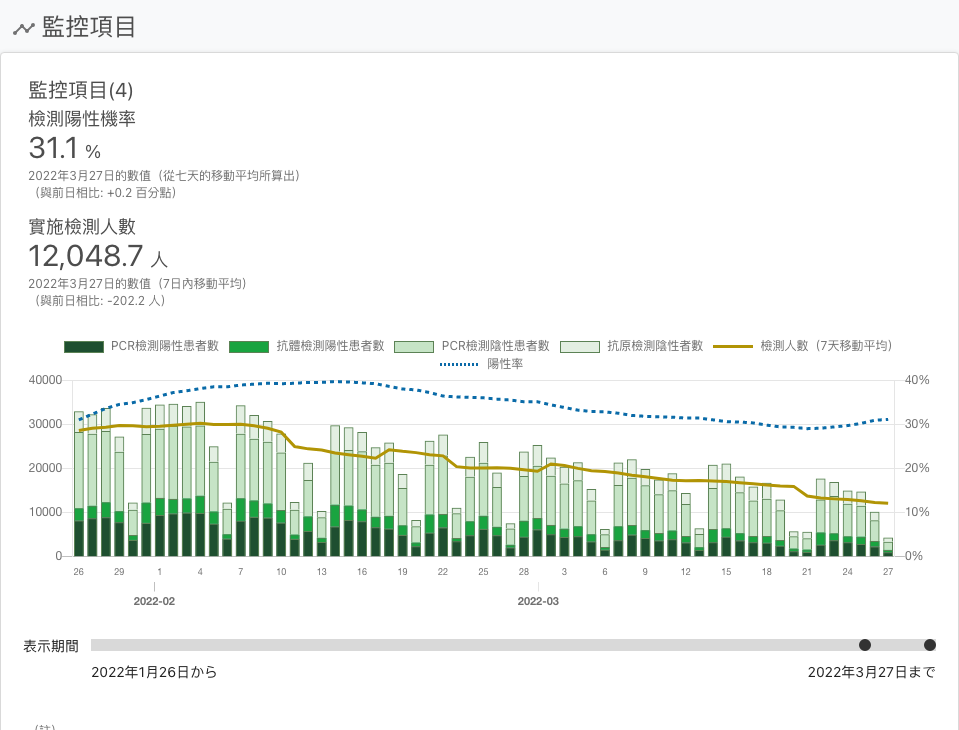 監控項目
監控項目(4)
檢測陽性機率
31.1 %
2022年3月27日的數值（從七天的移動平均所算出）
（與前日相比: +0.2 百分點）
實施檢測人數
12,048.7 人
2022年3月27日的數值（7日內移動平均）
（與前日相比: -202.2 人）
PCR檢測陽性患者數 抗體檢測陽性患者數 PCR檢測陰性患者數 抗原檢測陰性者數 檢測人數（7天移動平均）
陽性率
40000 40%
30000 30%
20000 20%
10000 10%
0 0%
26 29 1 4 7 10 13 16 19 22 25 28 3 6 9 12 15 18 21 24 27
2022-02 2022-03
表示期間
2022年1月26日から 2022年3月27日まで
（註）